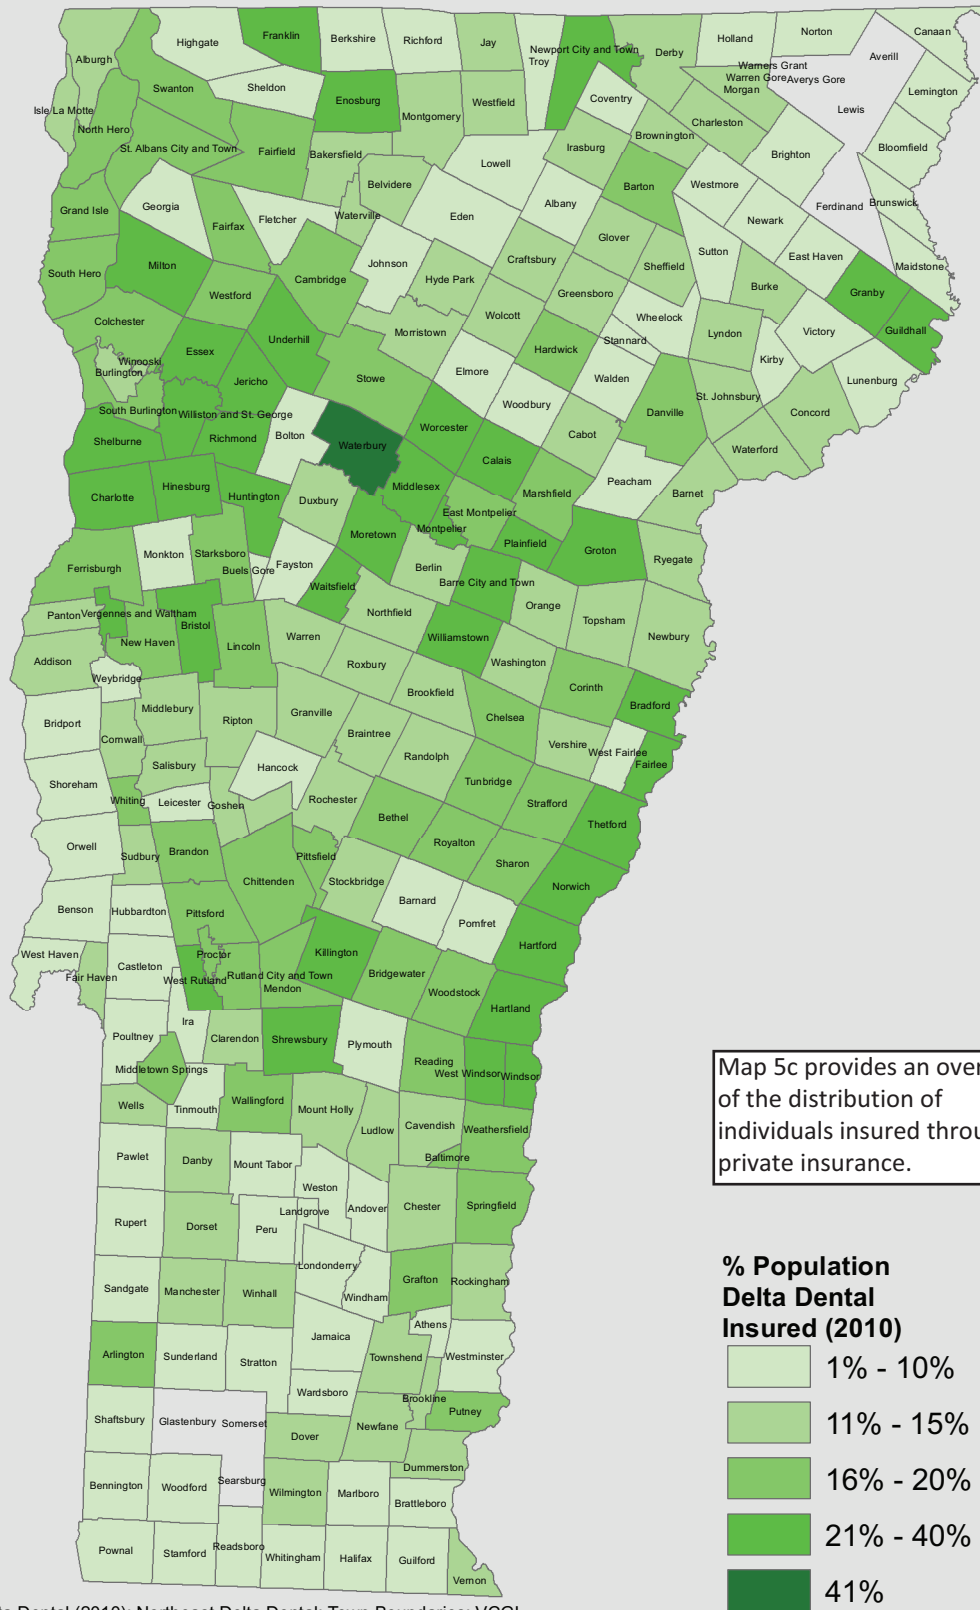 Highgate
Franklin
Berkshire
Richford
Jay
Newport City and Town
Troy
Derby
Holland
Norton
Canaan
Averill
Alburgh
Warners Grant
Warren Gore
Averys Gore
Morgan
Lewis
Lemington
Isle La Motte
Swanton
Sheldon
Enosburg
Montgomery
Westfield
Coventry
Charleston
North Hero
St. Albans City and Town
Fairfield
Bakersfield
Lowell
Irasburg
Brownington
Brighton
Bloomfield
Grand Isle
Georgia
Fairfax
Fletcher
Waterville
Belvidere
Eden
Albany
Barton
Westmore
Newark
Ferdinand
Brunswick
South Hero
Milton
Westford
Cambridge
Johnson
Hyde Park
Craftsbury
Glover
Sheffield
Sutton
East Haven
Maidstone
Colchester
Essex
Underhill
Morristown
Wolcott
Greensboro
Wheelock
Burke
Granby
Guildhall
Winooski
Burlington
Jericho
Stowe
Elmore
Hardwick
Stannard
Lyndon
Kirby
Victory
Lunenburg
South Burlington
Williston and St. George
Woodbury
Walden
Danville
St. Johnsbury
Concord
Shelburne
Richmond
Bolton
Waterbury
Worcester
Calais
Cabot
Peacham
Waterford
Charlotte
Hinesburg
Huntington
Duxbury
Middlesex
Marshfield
Barnet
East Montpelier
Montpelier
Moretown
Plainfield
Groton
Ryegate
Ferrisburgh
Monkton
Starksboro
Buels Gore
Fayston
Waitsfield
Berlin
Barre City and Town
Panton
Vergennes and Waltham
Bristol
Northfield
Orange
Topsham
Newbury
Addison
New Haven
Lincoln
Warren
Roxbury
Williamstown
Washington
Weybridge
Corinth
Bradford
Bridport
Cornwall
Middlebury
Ripton
Granville
Brookfield
Chelsea
Braintree
Randolph
Vershire
West Fairlee
Fairlee
Shoreham
Salisbury
Hancock
Whiting
Leicester
Goshen
Rochester
Tunbridge
Strafford
Thetford
Orwell
Sudbury
Brandon
Pittsfield
Bethel
Royalton
Sharon
Chittenden
Stockbridge
Norwich
Benson
Hubbardton
Pittsford
Barnard
Pomfret
Hartford
West Haven
Fair Haven
Castleton
Proctor
West Rutland
Rutland City and Town
Mendon
Killington
Bridgewater
Woodstock
Hartland
Poultney
Ira
Clarendon
Shrewsbury
Plymouth
Reading
West Windsor
Windsor
Middletown Springs
Wells
Tinmouth
Wallingford
Mount Holly
Ludlow
Cavendish
Weathersfield
Baltimore
Pawlet
Danby
Mount Tabor
Weston
Landgrove
Andover
Chester
Springfield
Rupert
Dorset
Peru
Londonderry
Windham
Grafton
Rockingham
Sandgate
Manchester
Winhall
Jamaica
Athens
Arlington
Sunderland
Stratton
Townshend
Westminster
Wardsboro
Brookline
Putney
Shaftsbury
Glastenbury
Somerset
Dover
Newfane
Dummerston
Bennington
Woodford
Searsburg
Wilmington
Marlboro
Brattleboro
Pownal
Stamford
Readsboro
Whitingham
Halifax
Guilford
Vernon
Map 5c provides an over
of the distribution of
individuals insured throu
private insurance.
% Population
Delta Dental
Insured (2010)
1% - 10%
11% - 15%
16% - 20%
21% - 40%
41%